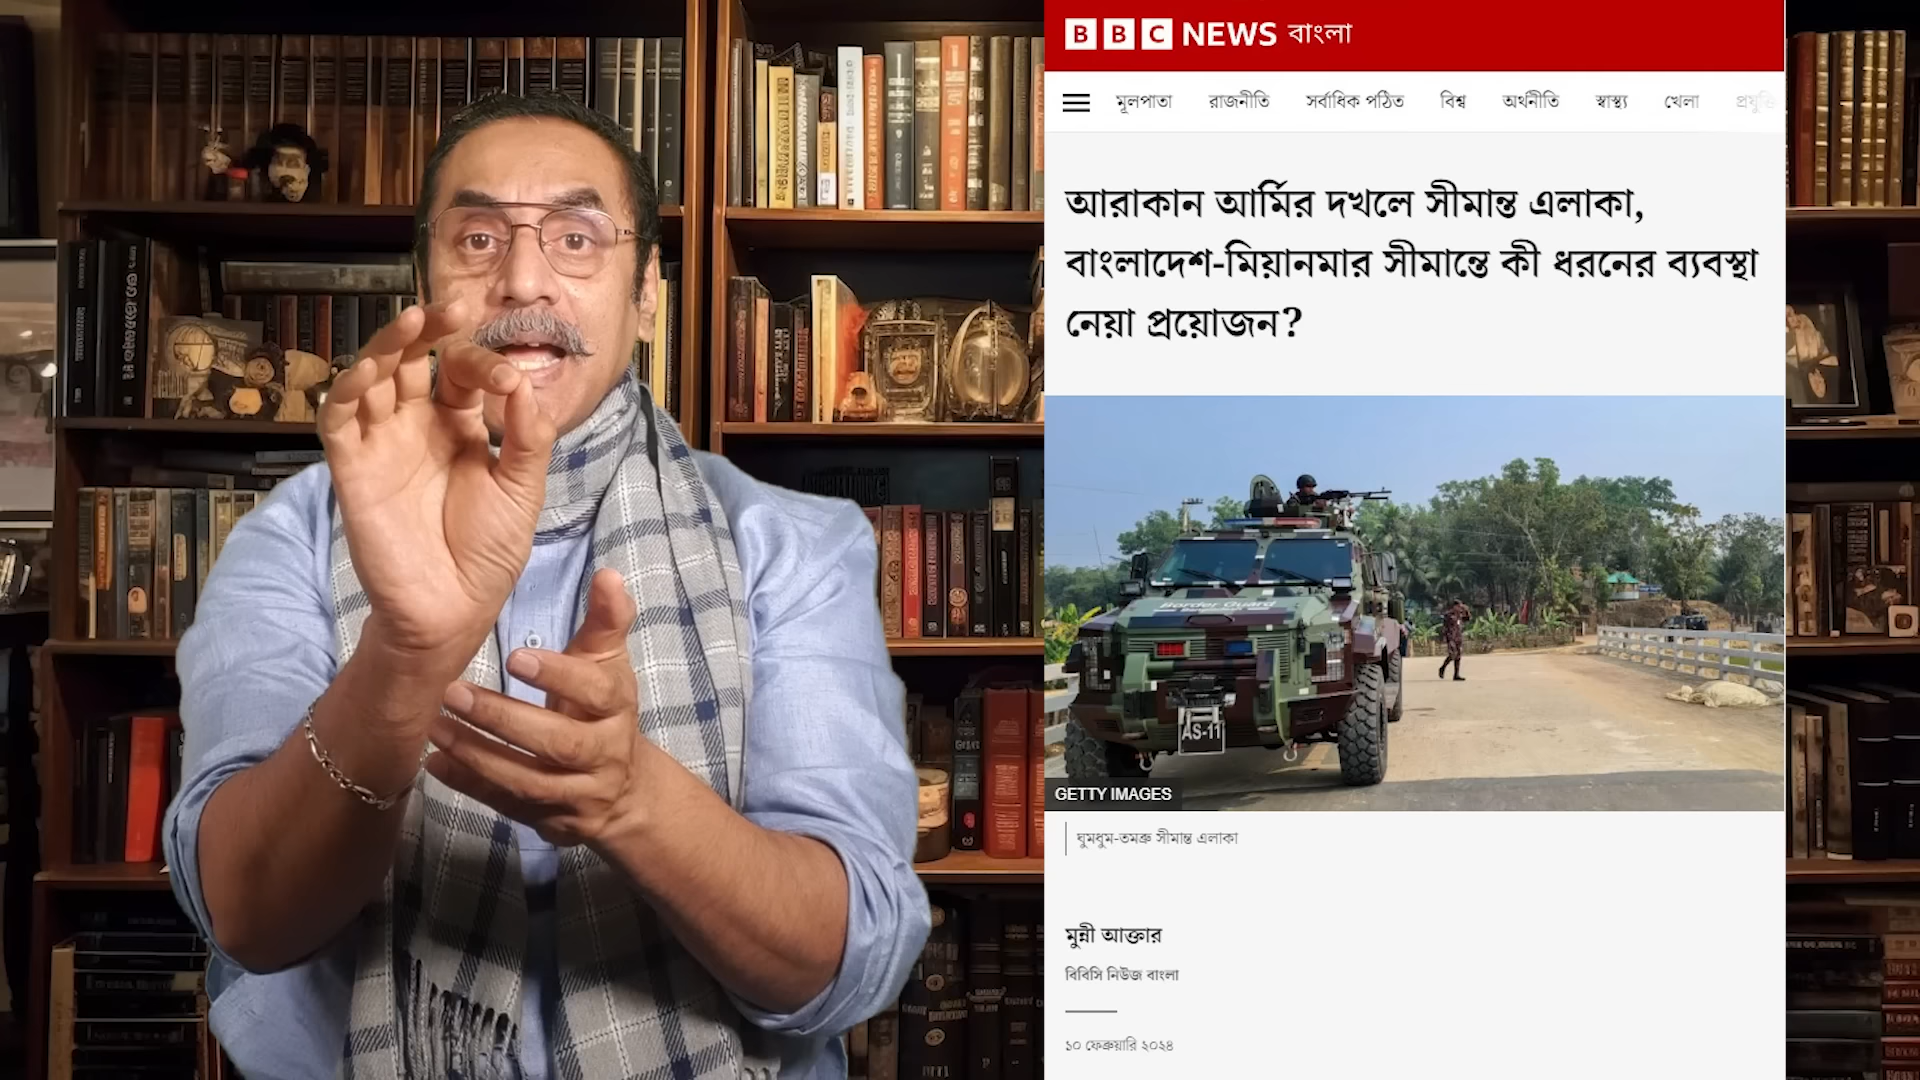 BBC NEWS বাংলা
মূলপাতা রাজনীতি সর্বাধিক পঠিত বিশ্ব অর্থনীতি স্বাস্থ্য খেলা প্রযুক্তি
আরাকান আর্মির দখলে সীমান্ত এলাকা,
বাংলাদেশ-মিয়ানমার সীমান্তে কী ধরনের ব্যবস্থা
নেয়া প্রয়োজন?
Border Guard
AS-11
GETTY IMAGES
ঘুমধুম-তমব্রু সীমান্ত এলাকা
মুন্নী আক্তার
বিবিসি নিউজ বাংলা
১০ ফেব্রুয়ারি ২০২৪